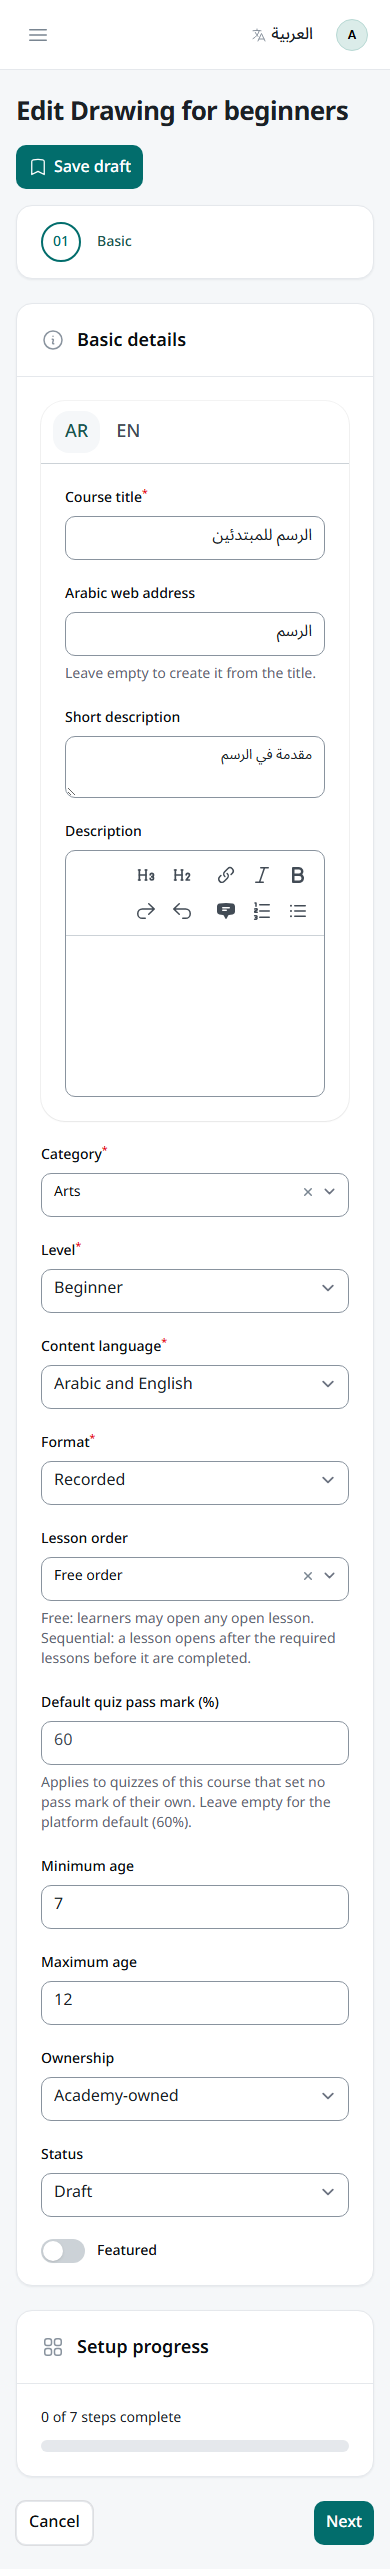 العربية
A
Edit Drawing for beginners
Save draft
01 Basic
Basic details
AR EN
Course title*
الرسم للمبتدئين
Arabic web address
الرسم
Leave empty to create it from the title.
Short description
مقدمة في الرسم
Description
H3 H2 I B
Category*
Arts
Level*
Beginner
Content language*
Arabic and English
Format*
Recorded
Lesson order
Free order
Free: learners may open any open lesson.
Sequential: a lesson opens after the required
lessons before it are completed.
Default quiz pass mark (%)
60
Applies to quizzes of this course that set no
pass mark of their own. Leave empty for the
platform default (60%).
Minimum age
7
Maximum age
12
Ownership
Academy-owned
Status
Draft
Featured
Setup progress
0 of 7 steps complete
Cancel Next